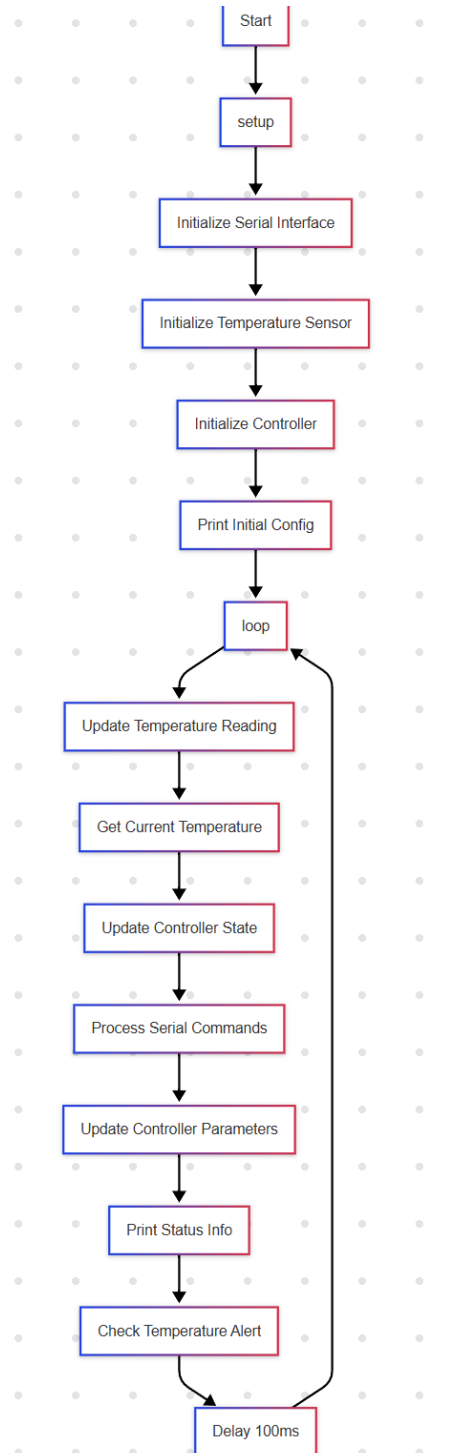 Start
setup
Initialize Serial Interface
Initialize Temperature Sensor
Initialize Controller
Print Initial Config
loop
Update Temperature Reading
Get Current Temperature
Update Controller State
Process Serial Commands
Update Controller Parameters
Print Status Info
Check Temperature Alert
Delay 100ms